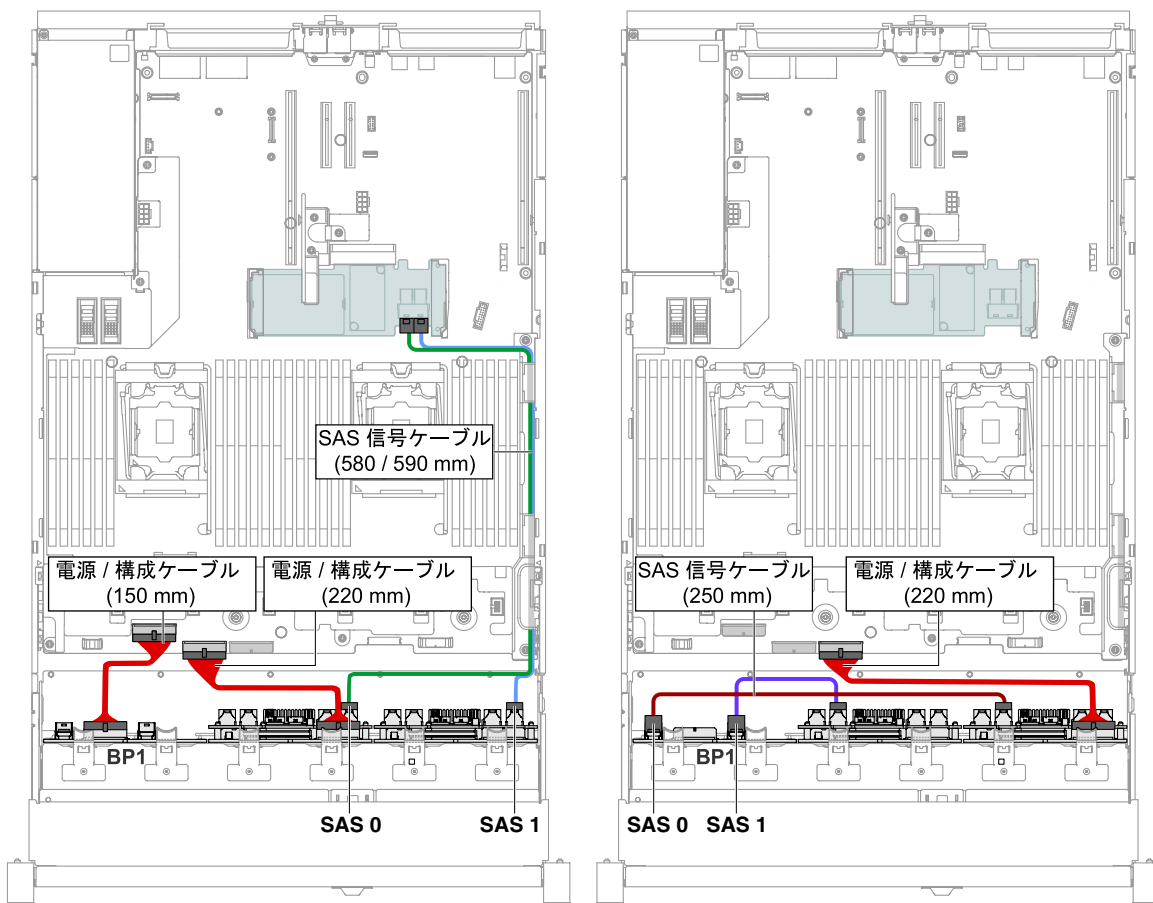 SAS 信号ケーブル
(580 / 590 mm)
電源 / 構成ケーブル
(150 mm)
電源 / 構成ケーブル
(220 mm)
BP1
SAS 0
SAS 1
SAS 信号ケーブル
(250 mm)
電源 / 構成ケーブル
(220 mm)
BP1
SAS 0
SAS 1